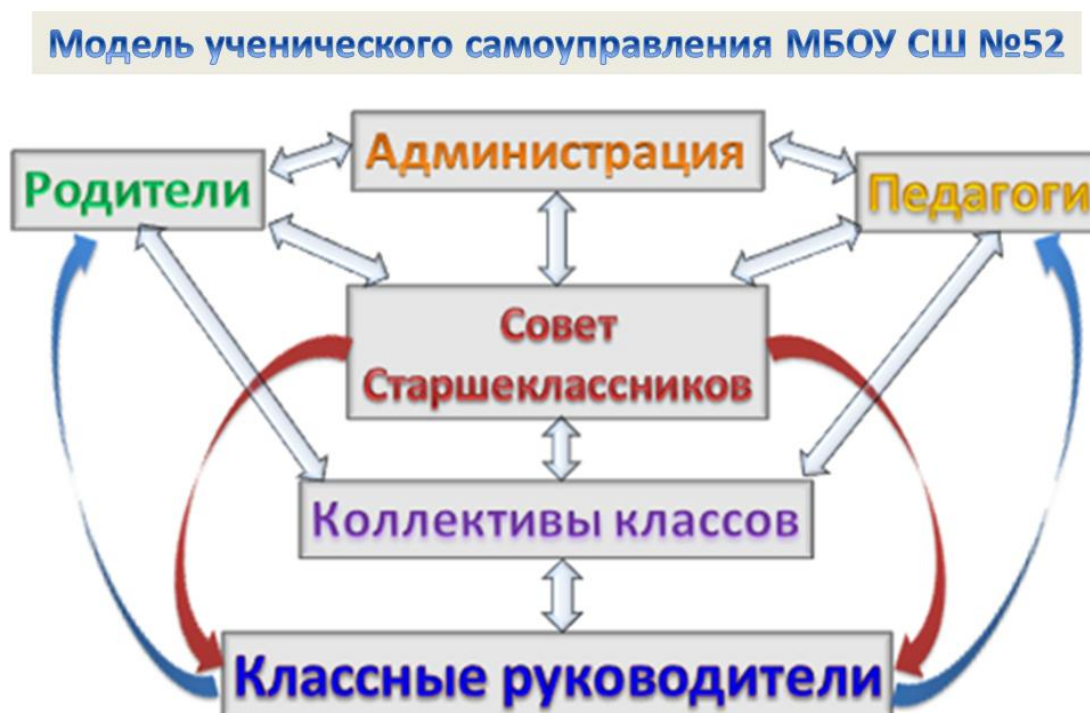 Модель ученического самоуправления МБОУ СШ №52
Администрация
Родители
Педагоги
Совет
Старшеклассников
Коллективы классов
Классные руководители